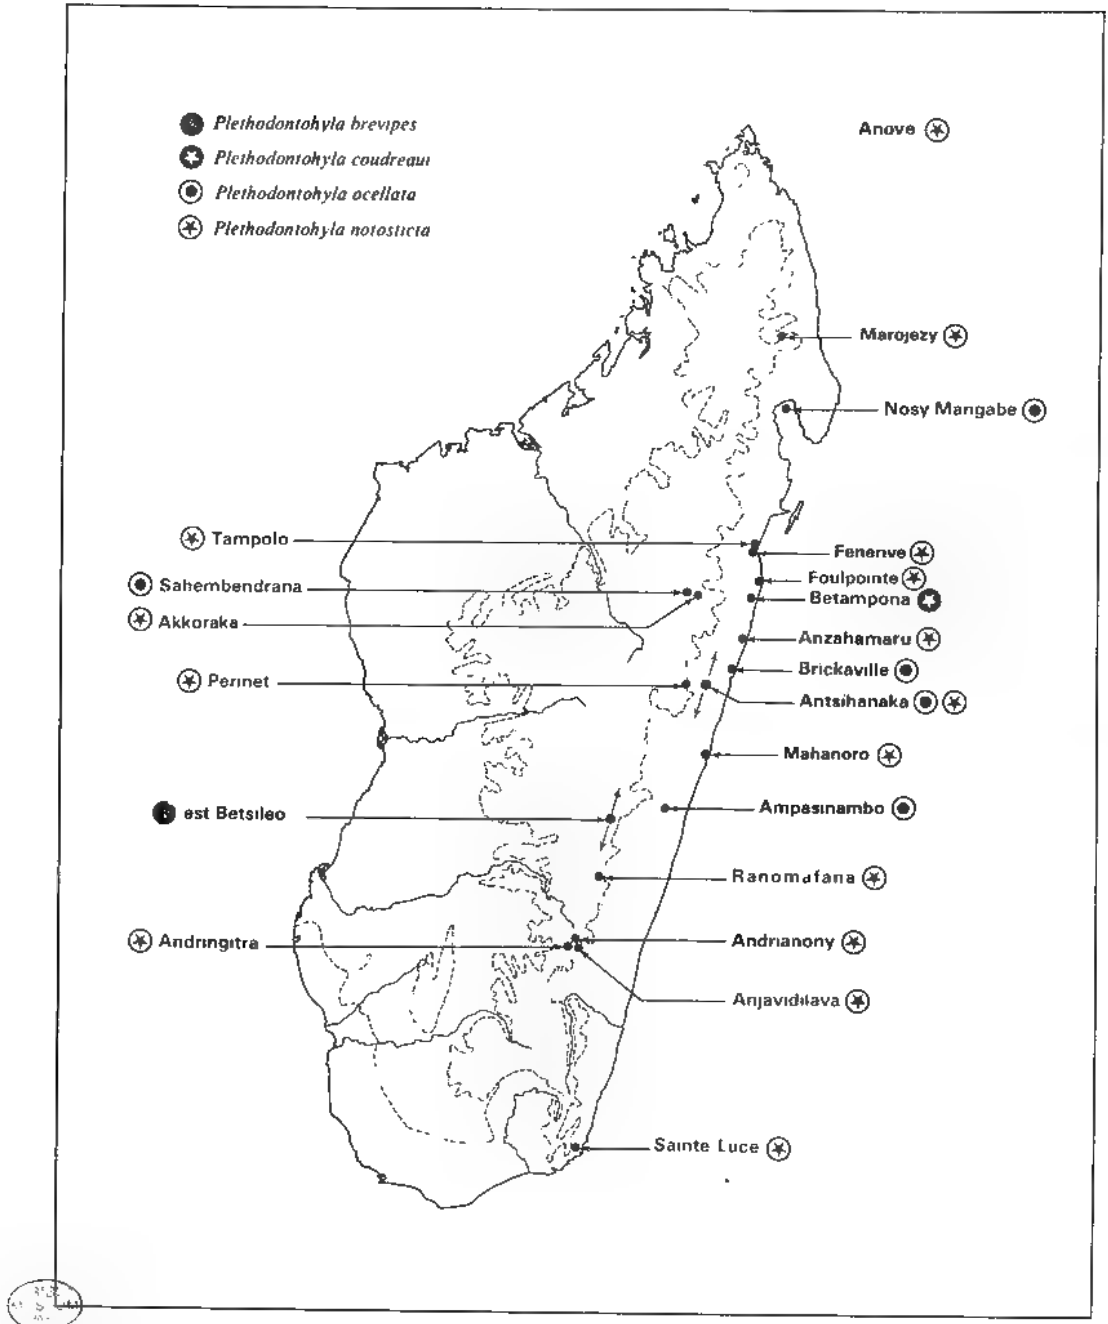 Plethodontohyla brevipes
Plethodontohyla coudreaui
Plethodontohyla ocellata
Plethodontohyla notosticta
Anove
Marojezy
Nosy Mangabe
Tampolo
Fenerive
Sahembendrana
Foulpointe
Betampona
Akkoraka
Anzahamaru
Brickaville
Perinet
Antsihanaka
Mahanoro
est Betsileo
Ampasinambo
Ranomafana
Andringitra
Andrianony
Anjavidilava
Sainte Luce